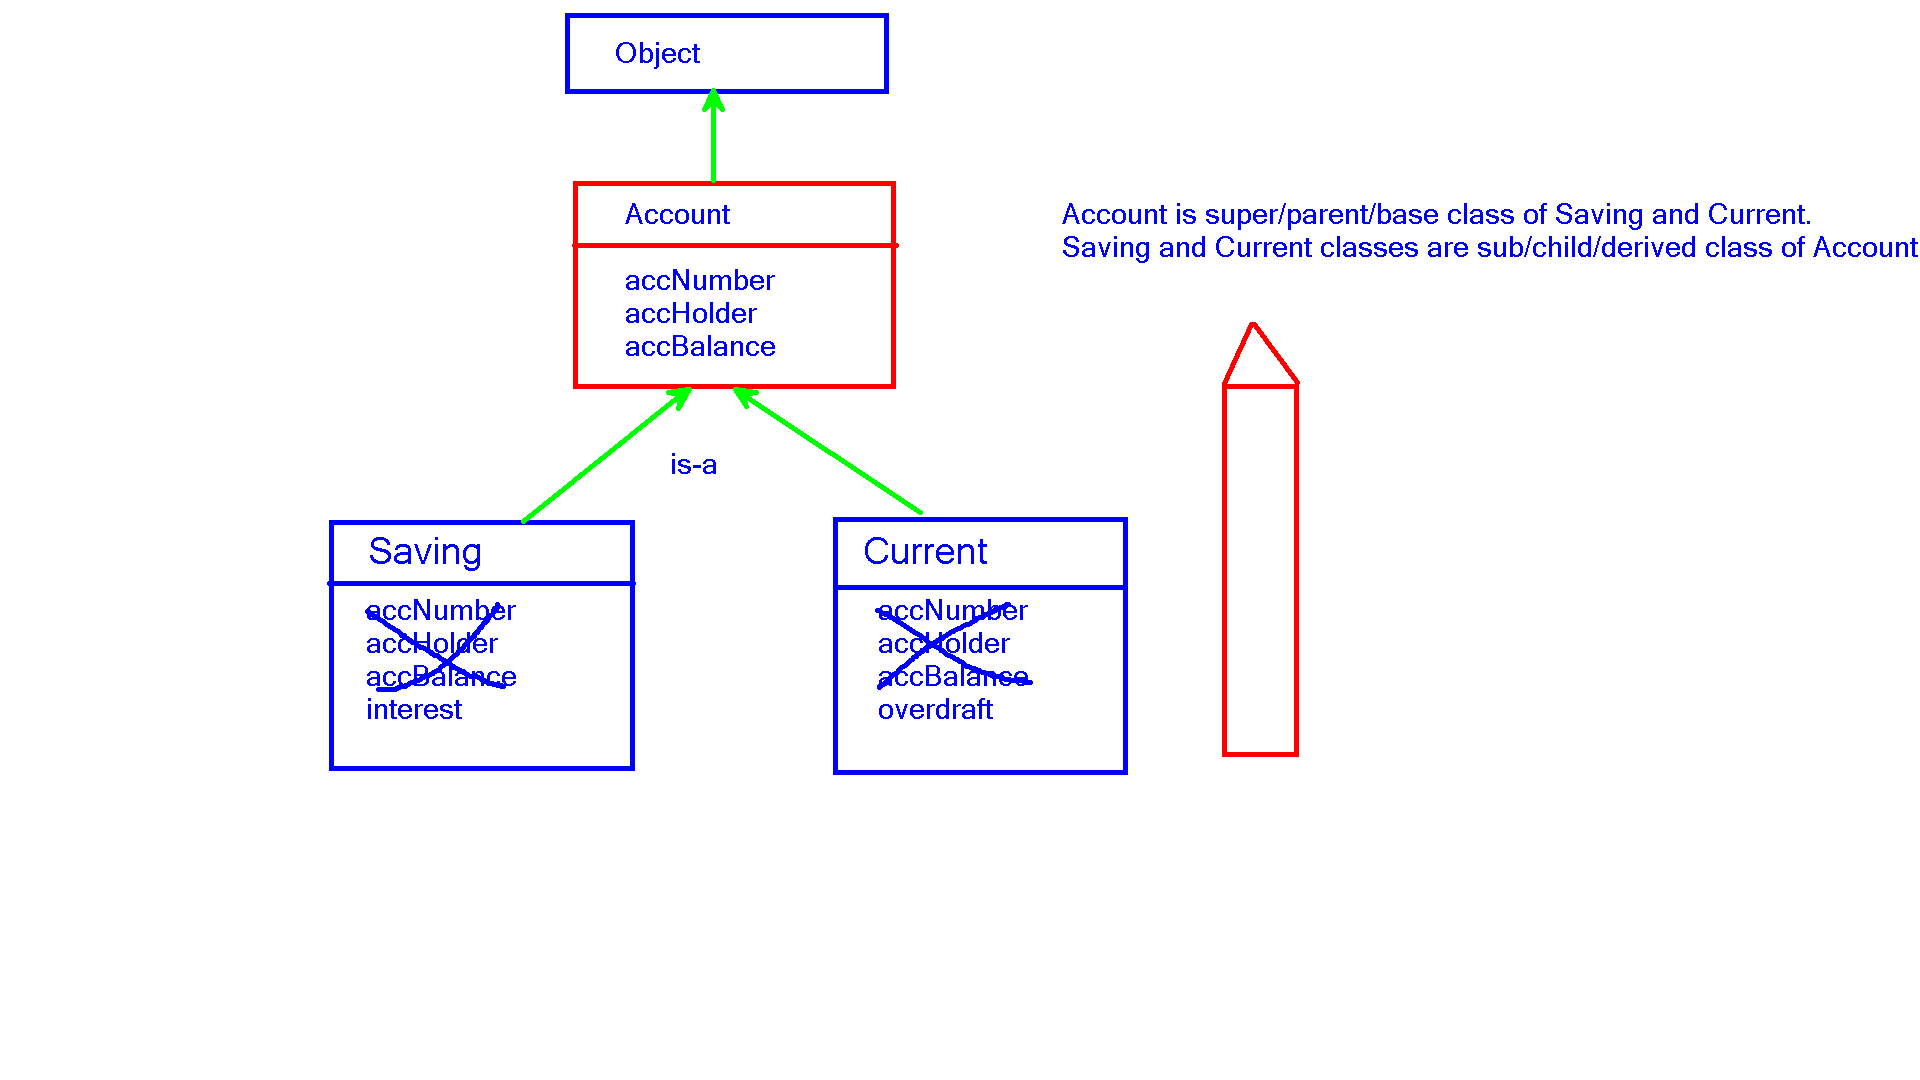 Object
Account
Account is super/parent/base class of Saving and Current.
Saving and Current classes are sub/child/derived class of Account
accNumber
accHolder
accBalance
is-a
Saving
accNumber
accHolder
accBalance
interest
Current
accNumber
accHolder
accBalance
overdraft